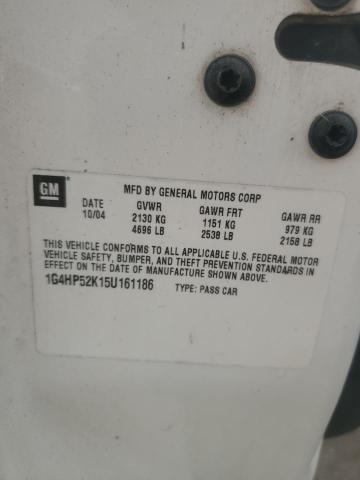 GM
MFD BY GENERAL MOTORS CORP
DATE GVWR GAWR FRT GAWR RR
10/04 2130 KG 1151 KG 979 KG
4696 LB 2538 LB 2158 LB
THIS VEHICLE CONFORMS TO ALL APPLICABLE U.S. FEDERAL MOTOR
VEHICLE SAFETY, BUMPER, AND THEFT PREVENTION STANDARDS IN
EFFECT ON THE DATE OF MANUFACTURE SHOWN ABOVE.
1G4HP52K15U161186 TYPE: PASS CAR